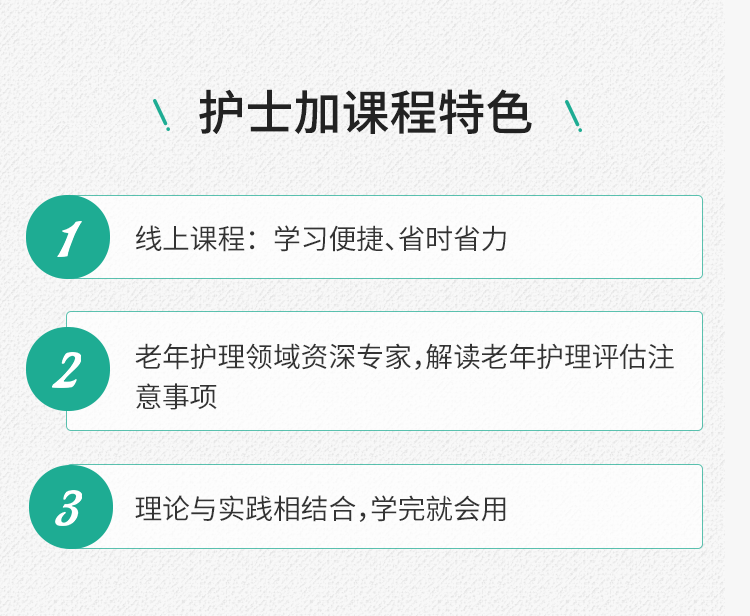 护士加课程特色
1
线上课程：学习便捷、省时省力
2
老年护理领域资深专家，解读老年护理评估注
意事项
3
理论与实践相结合，学完就会用